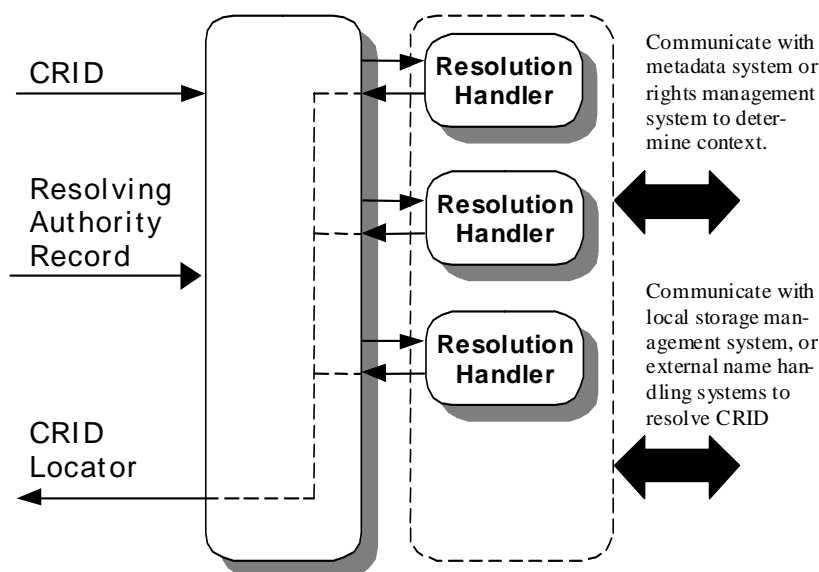 CRID
Resolving
Authority
Record
CRID
Locator
Resolution
Handler
Resolution
Handler
Resolution
Handler
Communicate with
metadata system or
rights management
system to deter-
mine context.
Communicate with
local storage man-
agement system, or
external name han-
dling systems to
resolve CRID